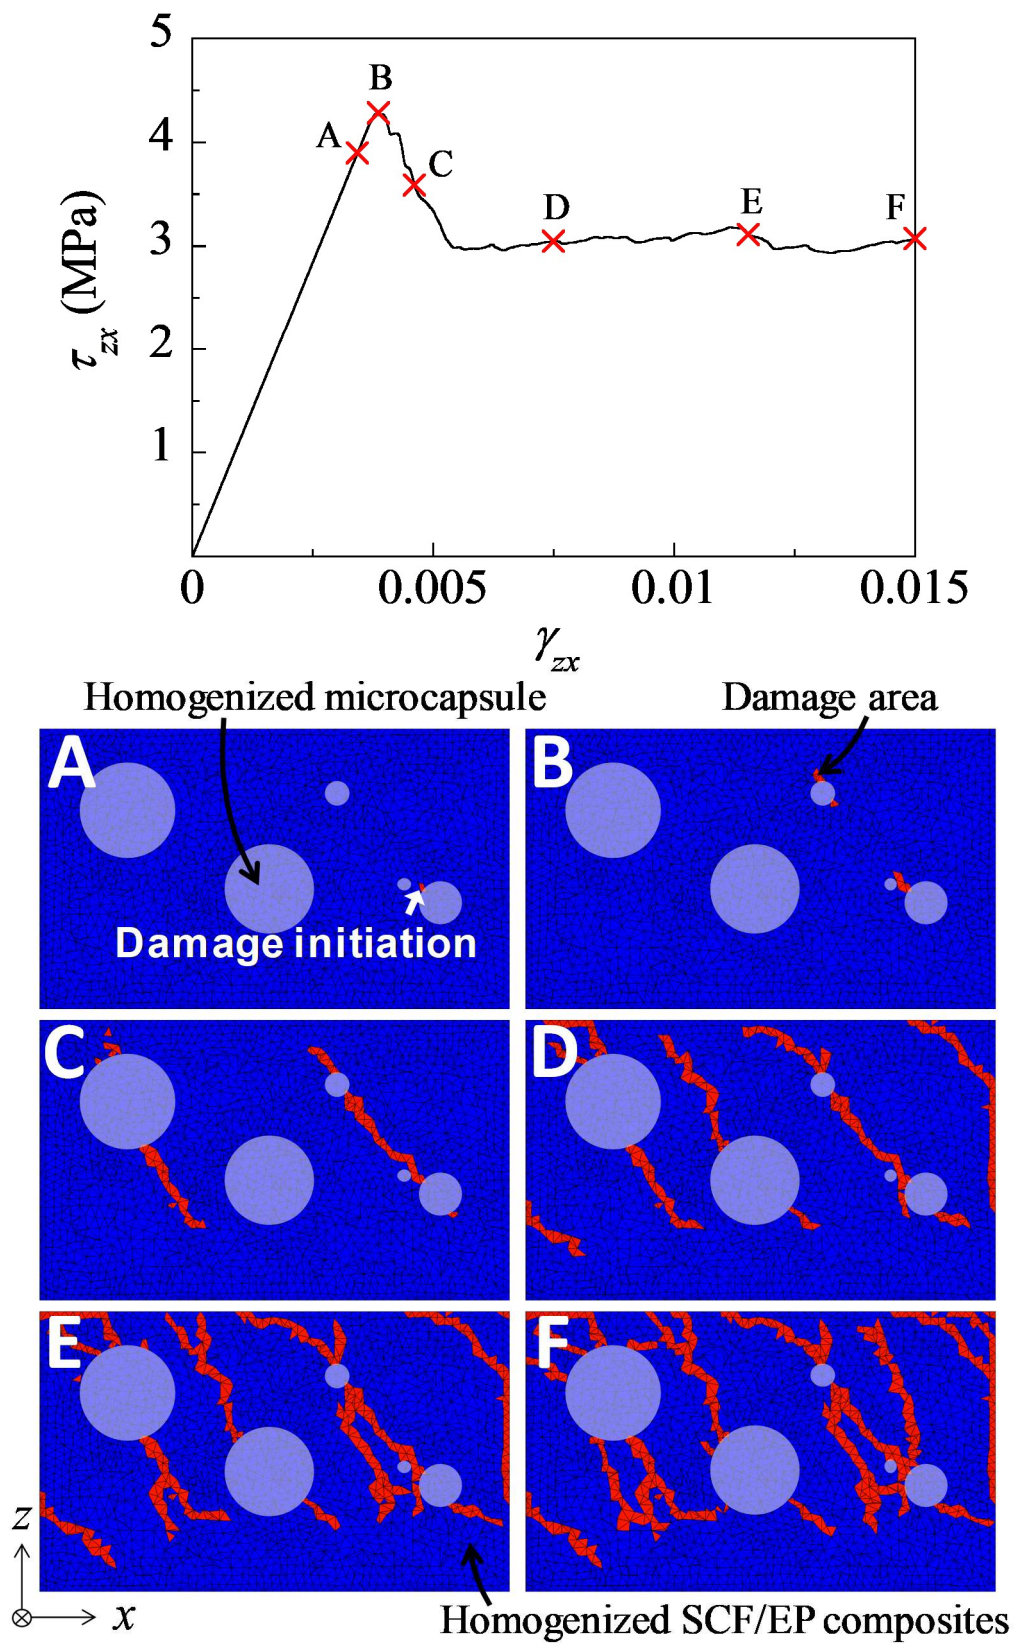 5
4
3
2
1
τzx (MPa)
A
B
C
D
E
F
0
0.005
0.01
0.015
γzx
Homogenized microcapsule
Damage area
A
B
Damage initiation
C
D
E
F
z
x
Homogenized SCF/EP composites